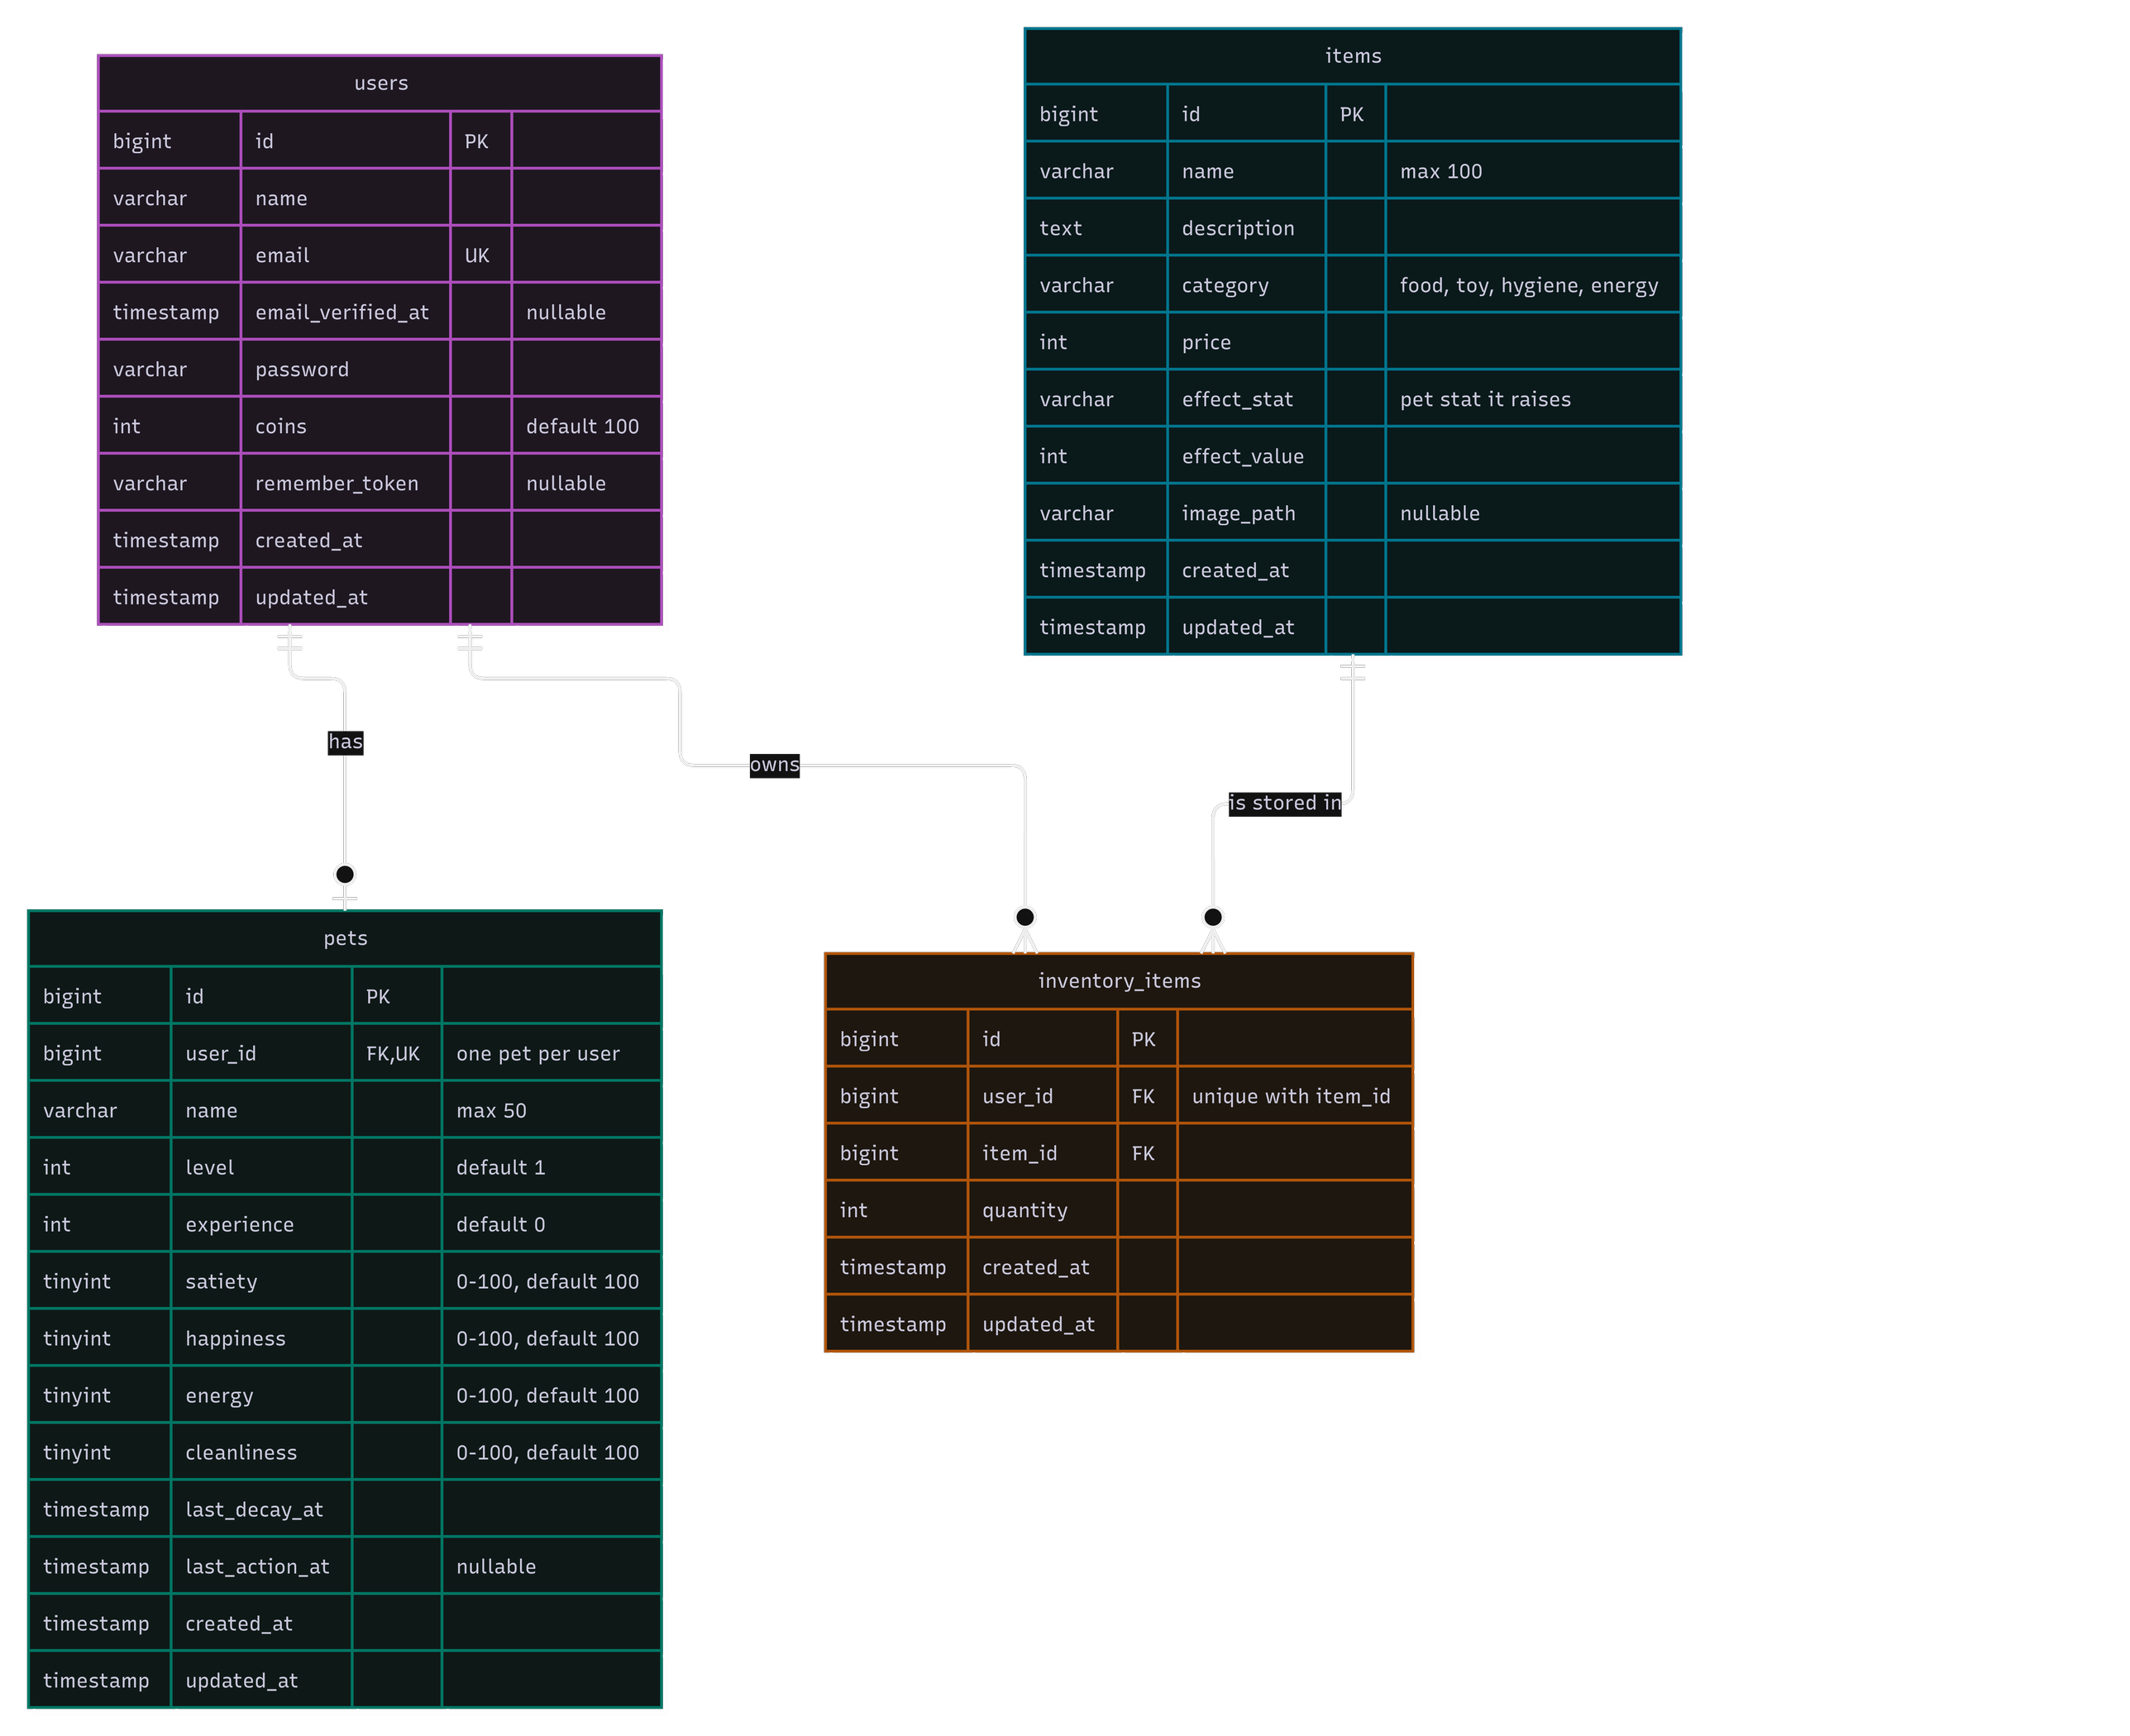 users
bigint id PK
varchar name
varchar email UK
timestamp email_verified_at nullable
varchar password
int coins default 100
varchar remember_token nullable
timestamp created_at
timestamp updated_at
items
bigint id PK
varchar name max 100
text description
varchar category food, toy, hygiene, energy
int price
varchar effect_stat pet stat it raises
int effect_value
varchar image_path nullable
timestamp created_at
timestamp updated_at
has
owns
is stored in
pets
bigint id PK
bigint user_id FK,UK one pet per user
varchar name max 50
int level default 1
int experience default 0
tinyint satiety 0-100, default 100
tinyint happiness 0-100, default 100
tinyint energy 0-100, default 100
tinyint cleanliness 0-100, default 100
timestamp last_decay_at
timestamp last_action_at nullable
timestamp created_at
timestamp updated_at
inventory_items
bigint id PK
bigint user_id FK unique with item_id
bigint item_id FK
int quantity
timestamp created_at
timestamp updated_at